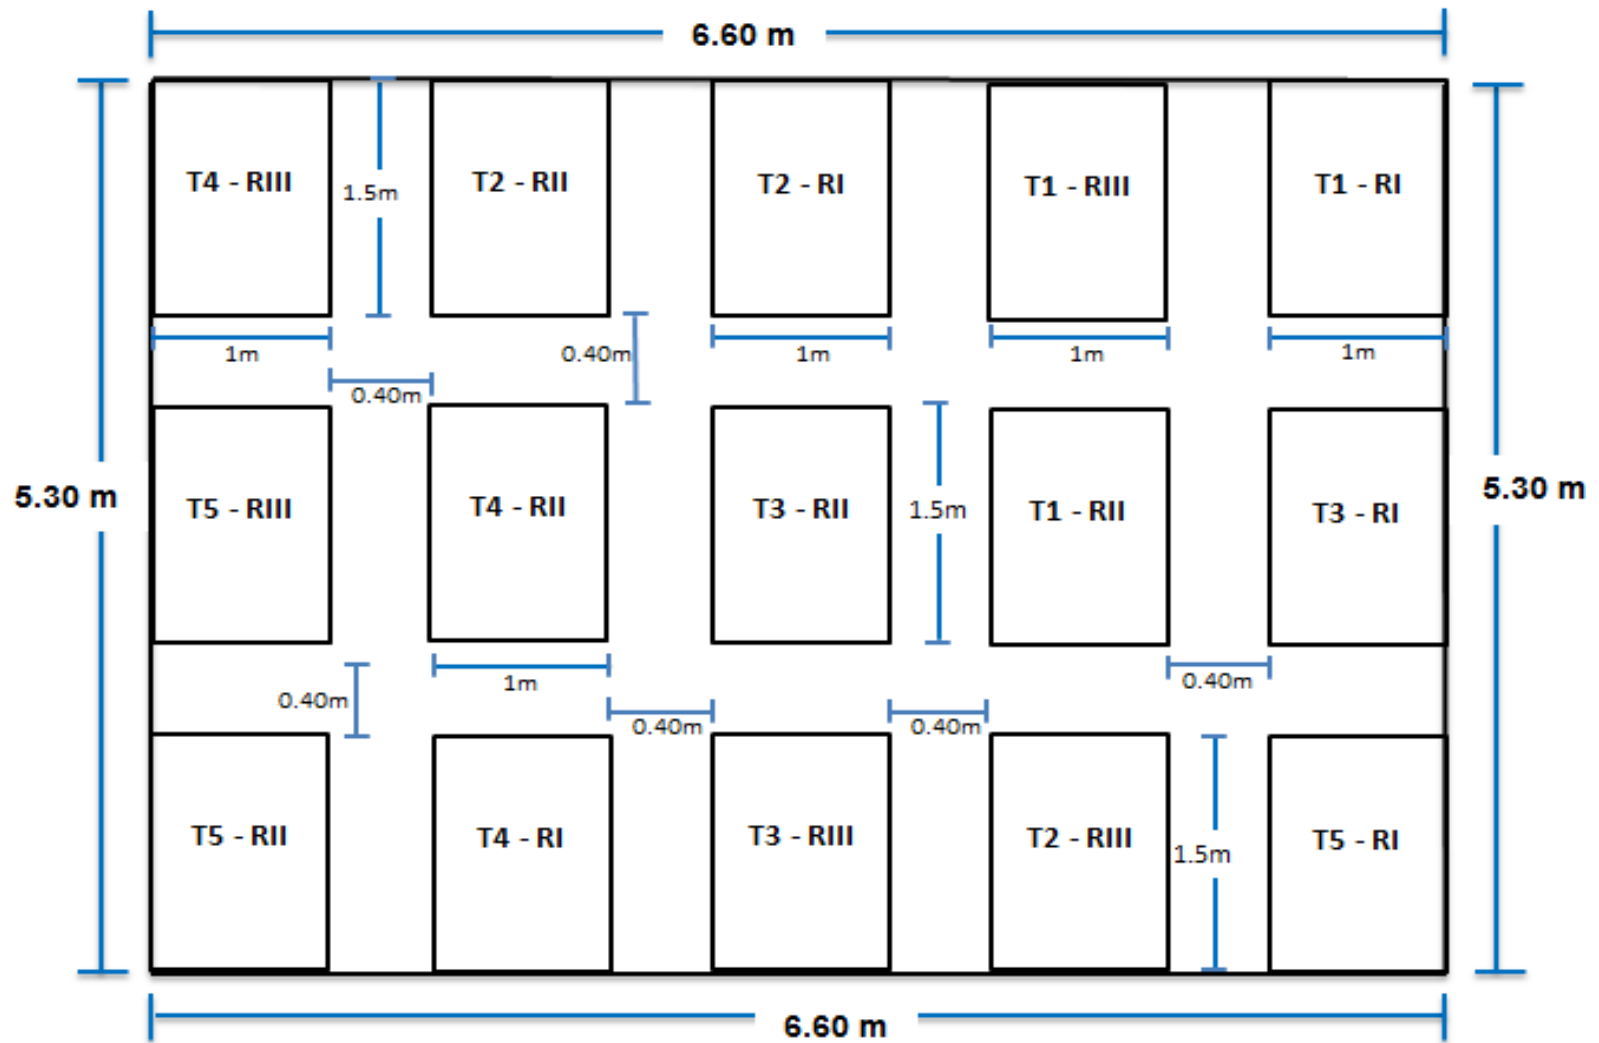 6.60 m
T4 - RIII
1.5m
T2 - RII
T2 - RI
T1 - RIII
T1 - RI
1m
0.40m
0.40m
1m
1m
1m
5.30 m
T5 - RIII
T4 - RII
T3 - RII
1.5m
T1 - RII
T3 - RI
5.30 m
0.40m
1m
0.40m
0.40m
0.40m
T5 - RII
T4 - RI
T3 - RIII
T2 - RIII
1.5m
T5 - RI
6.60 m